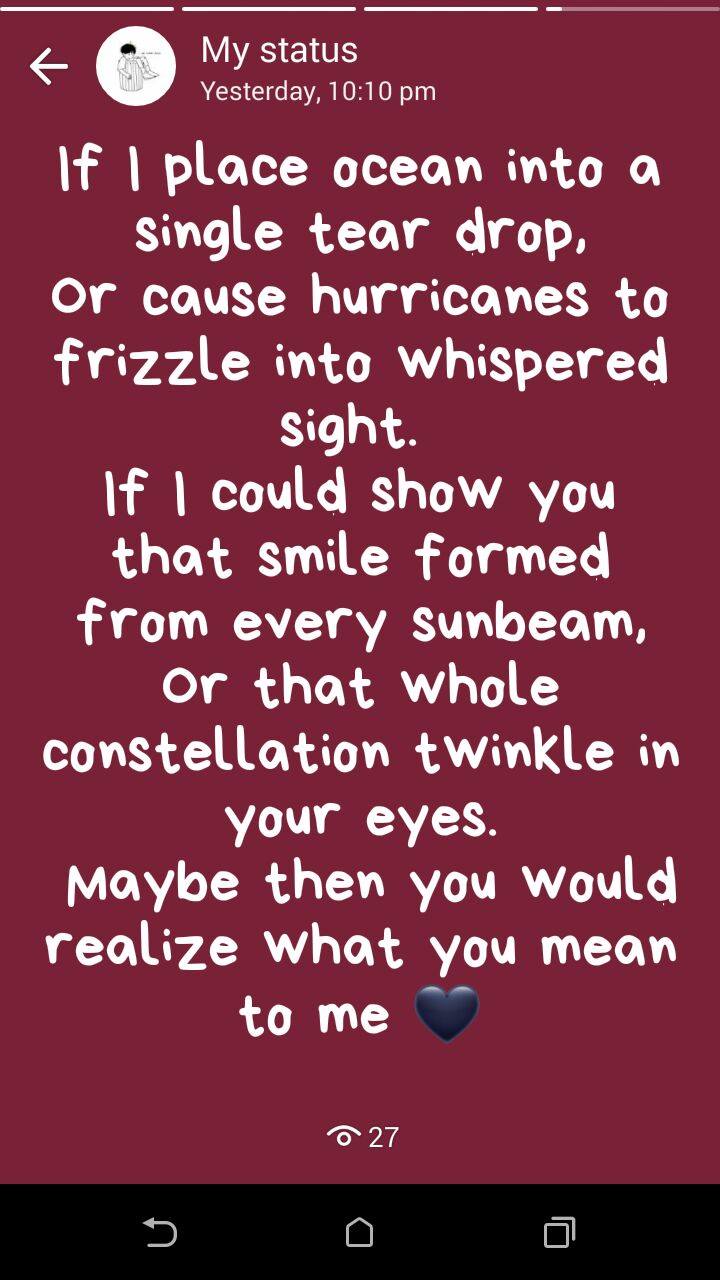 My status
Yesterday, 10:10 pm
If I place ocean into a
single tear drop,
Or cause hurricanes to
frizzle into whispered
sight.
If I could show you
that smile formed
from every sunbeam,
Or that whole
constellation twinkle in
your eyes.
Maybe then you would
realize what you mean
to me 🖤
27